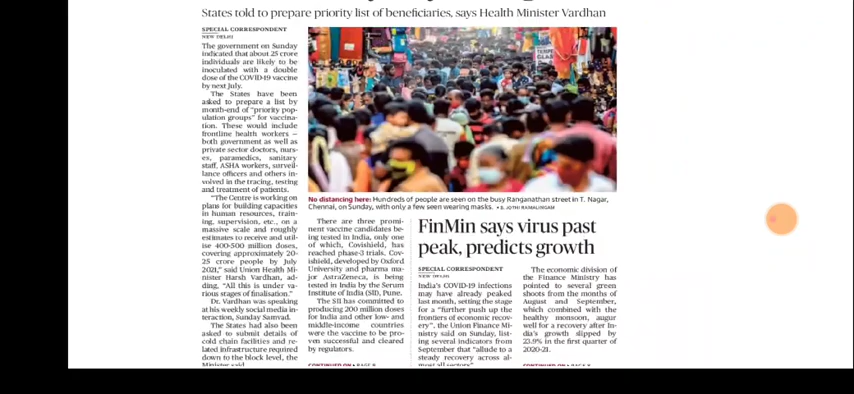 States told to prepare priority list of beneficiaries, says Health Minister Vardhan
SPECIAL CORRESPONDENT
NEW DELHI
The government on Sunday
indicated that about 25 crore
individuals are likely to be
inoculated with a double
dose of the COVID-19 vaccine
by next July.
The States have been
asked to prepare a list by
month-end of "priority pop-
ulation groups" for vaccina-
tion. These would include
frontline health workers —
both government as well as
private sector doctors, nurs-
es, paramedics, sanitary
staff, ASHA workers, surveil-
lance officers and others in-
volved in the tracing, testing
and treatment of patients.
"The Centre is working on
plans for building capacities
in human resources, train-
ing, supervision, etc., on a
massive scale and roughly
estimates to receive and util-
ise 400-500 million doses,
covering approximately 20-
25 crore people by July
2021," said Union Health Mi-
nister Harsh Vardhan, ad-
ding, "All this is under va-
rious stages of finalisation."
Dr. Vardhan was speaking
at his weekly social media in-
teraction, Sunday Samvad.
The States had also been
asked to submit details of
cold chain facilities and re-
lated infrastructure required
down to the block level, the
Minister said.
No distancing here: Hundreds of people are seen on the busy Ranganathan street in T. Nagar,
Chennai, on Sunday, with only a few seen wearing masks. • B. JOTHI RAMALINGAM
There are three promi-
nent vaccine candidates be-
ing tested in India, only one
of which, Covishield, has
reached phase-3 trials. Cov-
ishield, developed by Oxford
University and pharma ma-
jor AstraZeneca, is being
tested in India by the Serum
Institute of India (SII), Pune.
The SII has committed to
producing 200 million doses
for India and other low- and
middle-income countries
were the vaccine to be pro-
ven successful and cleared
by regulators.
CONTINUED ON • PAGE 8
FinMin says virus past
peak, predicts growth
SPECIAL CORRESPONDENT
NEW DELHI
India's COVID-19 infections
may have already peaked
last month, setting the stage
for a "further push up the
frontiers of economic recov-
ery", the Union Finance Mi-
nistry said on Sunday, list-
ing several indicators from
September that "allude to a
steady recovery across al-
most all sectors".
The economic division of
the Finance Ministry has
pointed to several green
shoots from the months of
August and September,
which combined with the
healthy monsoon, augur
well for a recovery after In-
dia's growth slipped by
23.9% in the first quarter of
2020-21.
CONTINUED ON • PAGE 8